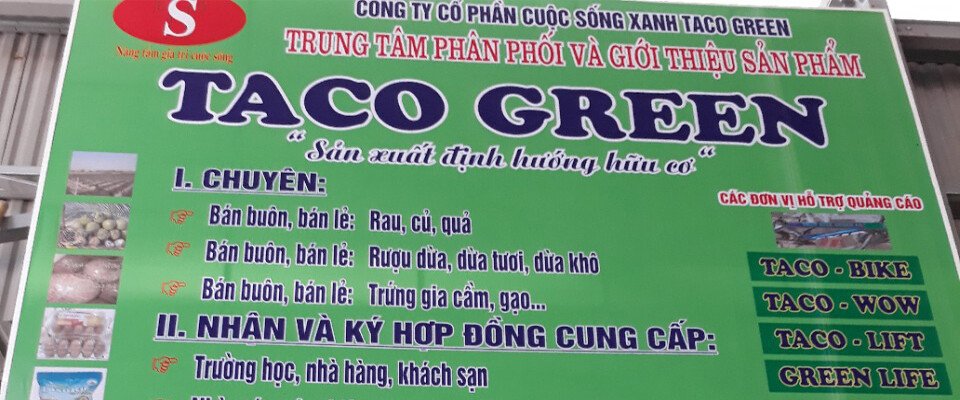 S
Nâng tầm giá trị cuộc sống
CÔNG TY CỔ PHẦN CUỘC SỐNG XANH TACO GREEN
TRUNG TÂM PHÂN PHỐI VÀ GIỚI THIỆU SẢN PHẨM
TACO GREEN
“Sản xuất định hướng hữu cơ“
I. CHUYÊN:
Bán buôn, bán lẻ: Rau, củ, quả
Bán buôn, bán lẻ: Rượu dừa, dừa tươi, dừa khô
Bán buôn, bán lẻ: Trứng gia cầm, gạo...
II. NHẬN VÀ KÝ HỢP ĐỒNG CUNG CẤP:
Trường học, nhà hàng, khách sạn
CÁC ĐƠN VỊ HỖ TRỢ QUẢNG CÁO
TACO - BIKE
TACO - WOW
TACO - LIFT
GREEN LIFE